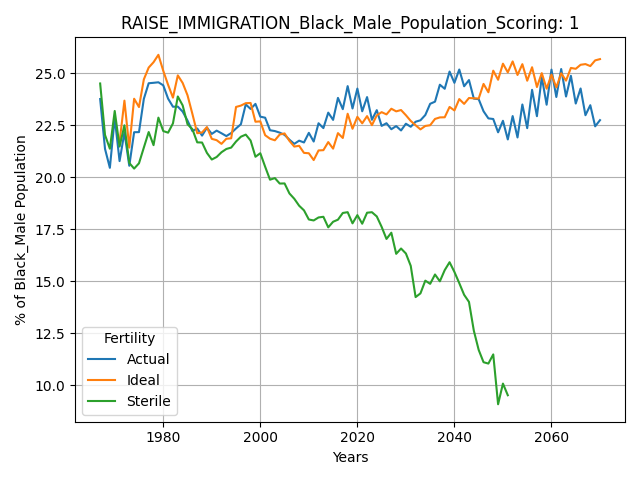 RAISE_IMMIGRATION_Black_Male_Population_Scoring: 1
% of Black_Male Population
25.0
22.5
20.0
17.5
15.0
12.5
10.0
Fertility
Actual
Ideal
Sterile
1980 2000 2020 2040 2060
Years